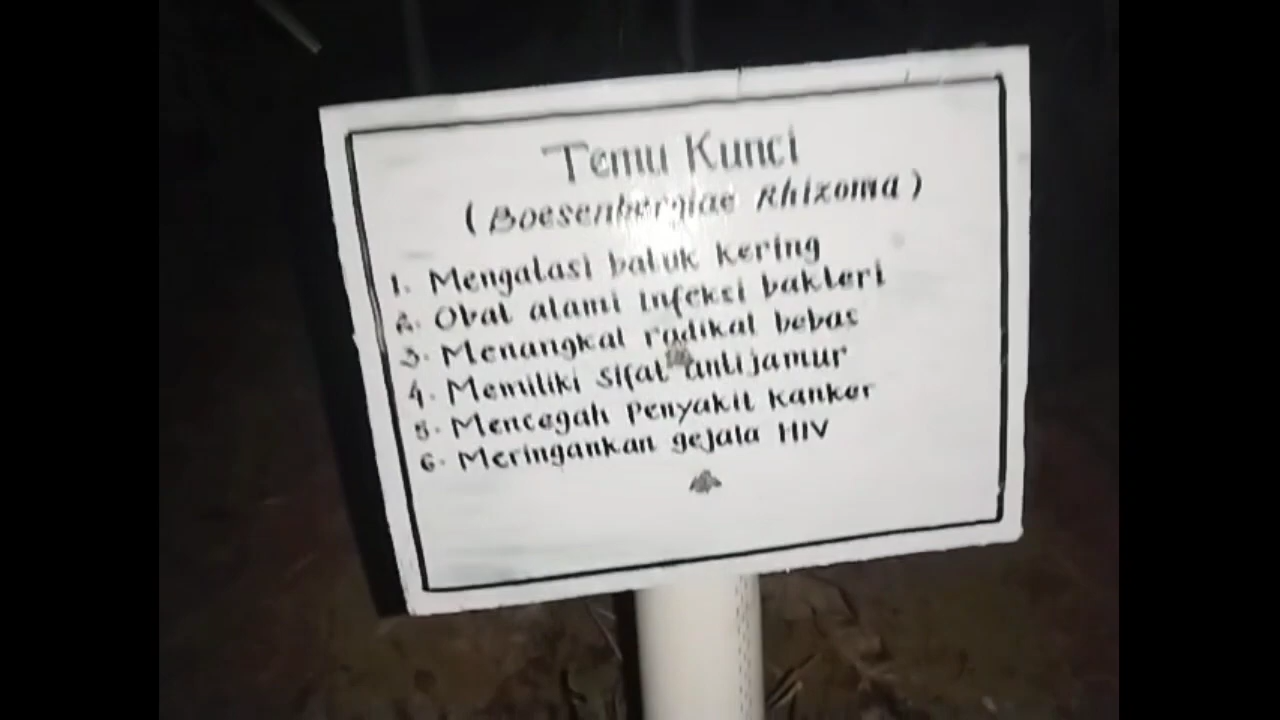 Temu Kunci
(Boesenbergiae Rhizoma)
1. Mengatasi batuk kering
2. Obat alami infeksi bakteri
3. Menangkal radikal bebas
4. Memiliki sifat antijamur
5. Mencegah Penyakit kanker
6. Meringankan gejala HIV